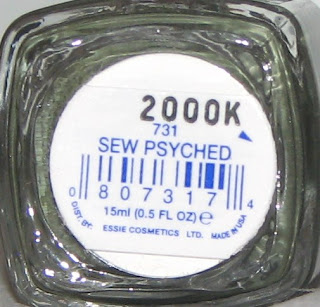 2000K
731
SEW PSYCHED
0 807317 4
15ml (0.5 FL OZ) e
DIST. BY: ESSIE COSMETICS LTD. MADE IN USA